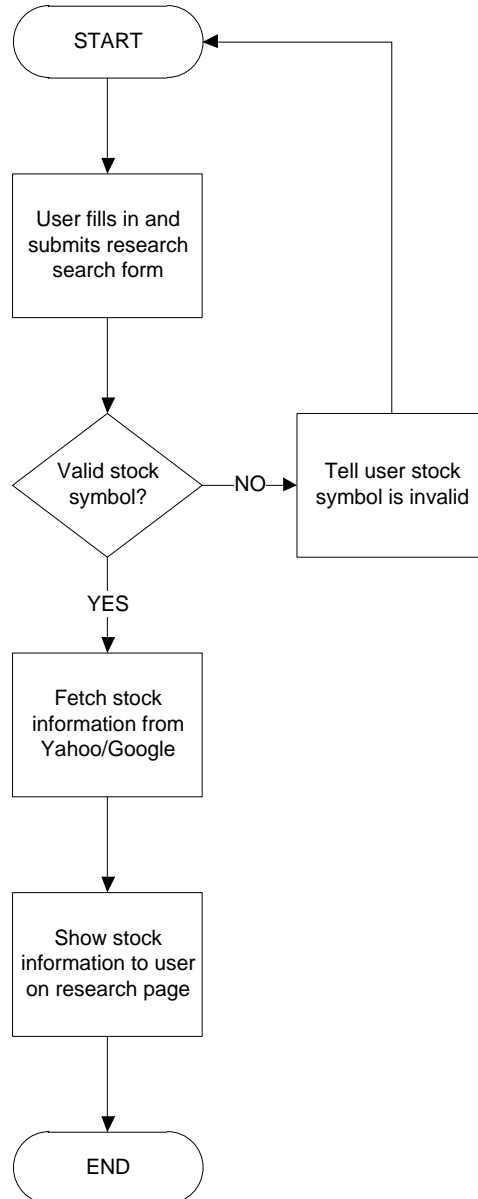 START
User fills in and
submits research
search form
Valid stock
symbol?
NO
Tell user stock
symbol is invalid
YES
Fetch stock
information from
Yahoo/Google
Show stock
information to user
on research page
END